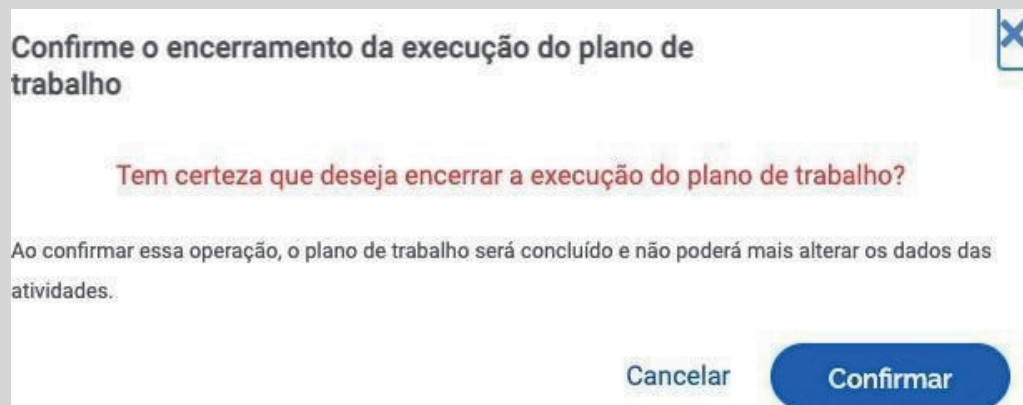 Confirme o encerramento da execução do plano de
trabalho
Tem certeza que deseja encerrar a execução do plano de trabalho?
Ao confirmar essa operação, o plano de trabalho será concluído e não poderá mais alterar os dados das
atividades.
Cancelar Confirmar